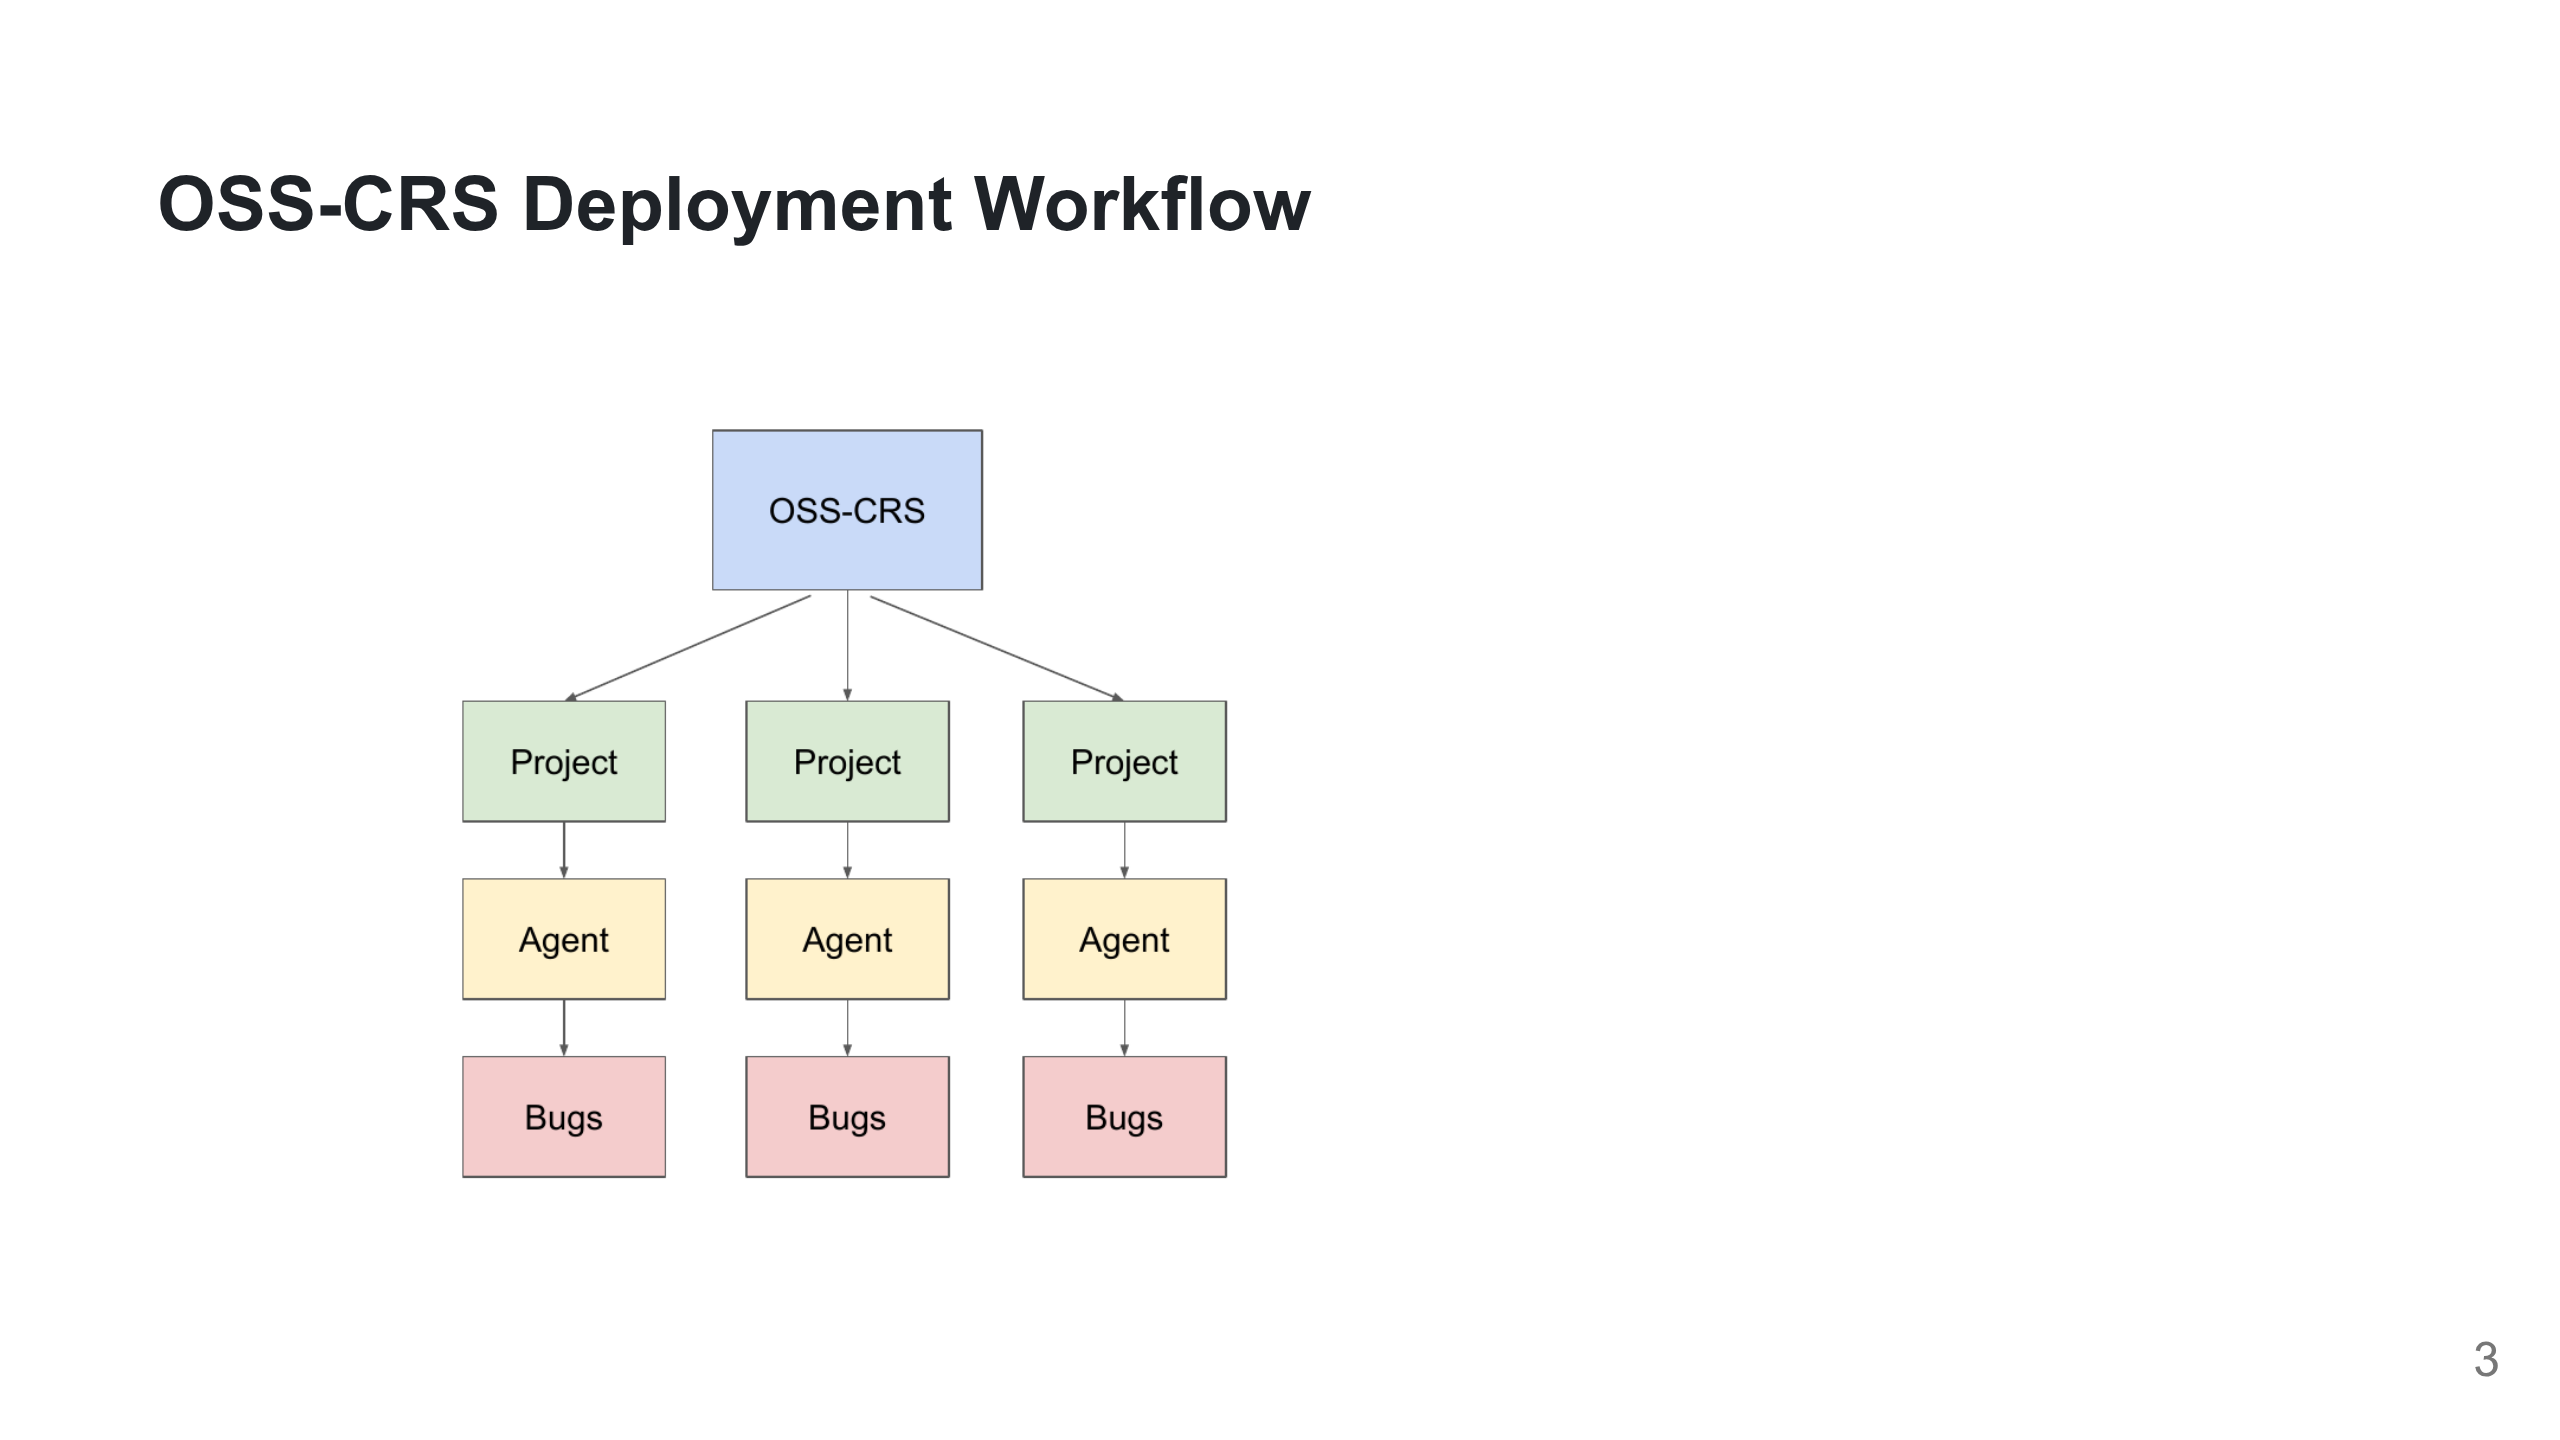 OSS-CRS Deployment Workflow
OSS-CRS
Project
Project
Project
Agent
Agent
Agent
Bugs
Bugs
Bugs
3